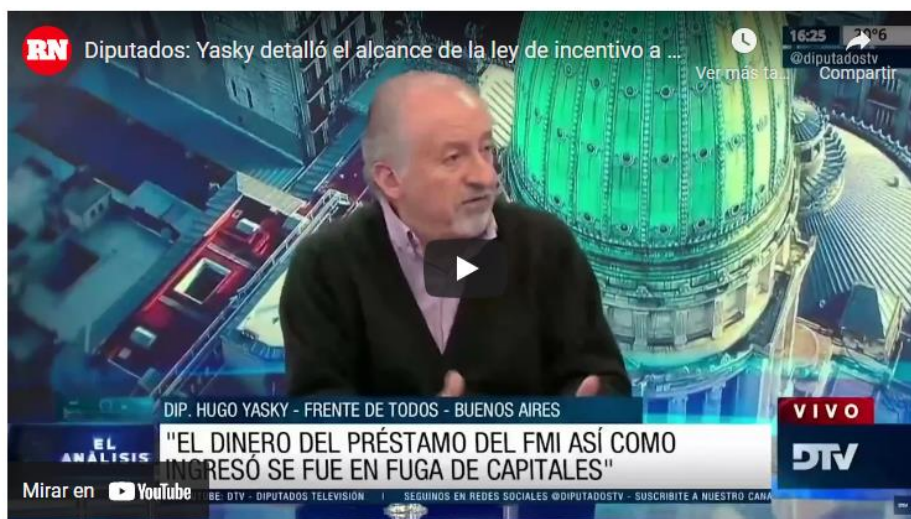 RN
Diputados: Yasky detalló el alcance de la ley de incentivo a ...
Ver más ta...
Compartir
16:25
@diputadostv
DIP. HUGO YASKY - FRENTE DE TODOS - BUENOS AIRES
VIVO
EL
ANÁLISIS
"EL DINERO DEL PRÉSTAMO DEL FMI ASÍ COMO
INGRESÓ SE FUE EN FUGA DE CAPITALES"
DTV
Mirar en YouTube
DTV - DIPUTADOS TELEVISIÓN | SEGUINOS EN REDES SOCIALES @DIPUTADOSTV - SUSCRIBITE A NUESTRO